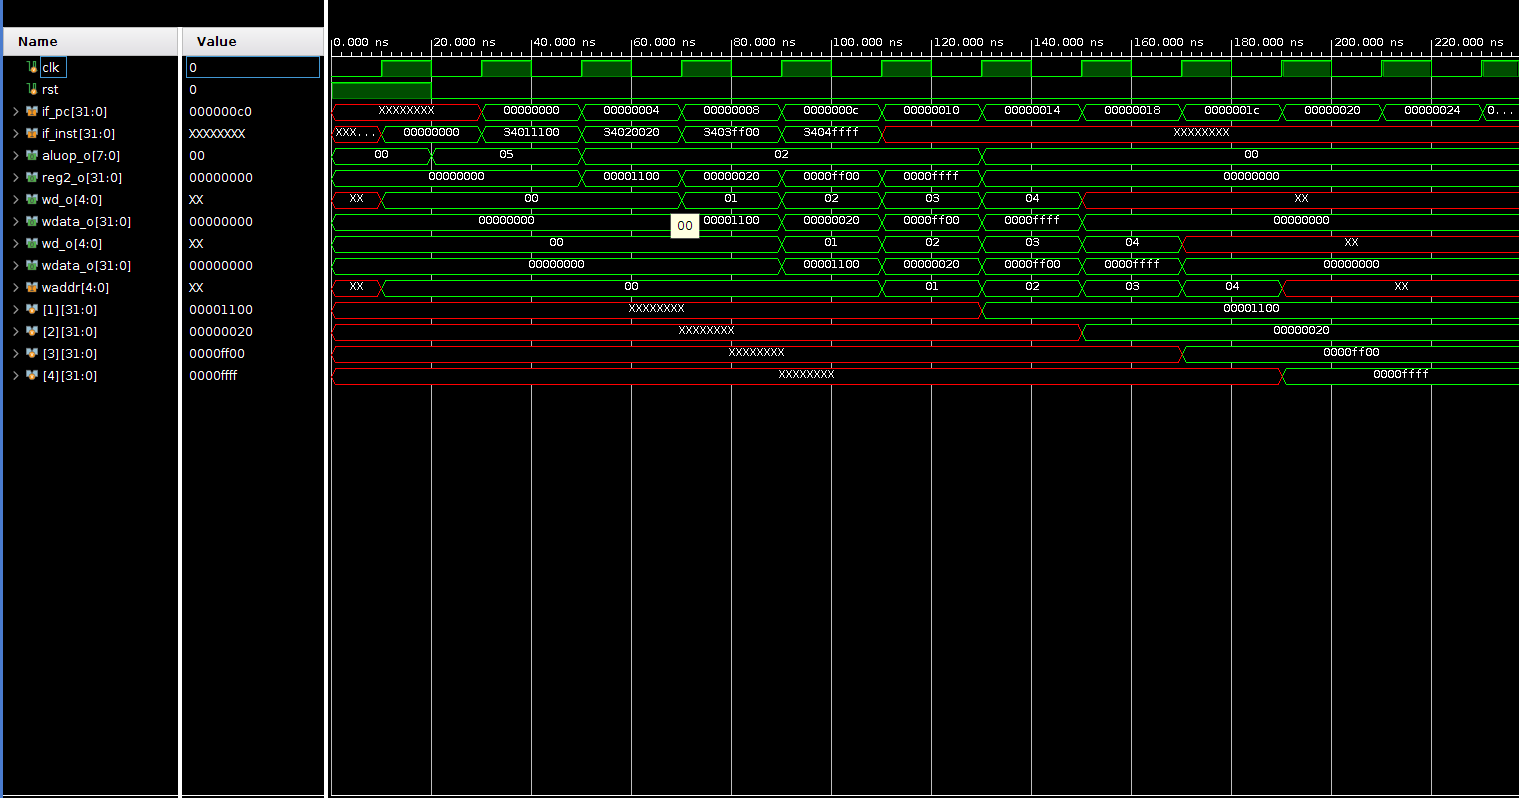 Name Value 0.000 ns 20.000 ns 40.000 ns 60.000 ns 80.000 ns 100.000 ns 120.000 ns 140.000 ns 160.000 ns 180.000 ns 200.000 ns 220.000 ns
clk 0
rst 0
if_pc[31:0] 000000c0 XXXXXXXX 00000000 00000004 00000008 0000000c 00000010 00000014 00000018 0000001c 00000020 00000024 0...
if_inst[31:0] XXXXXXXX XXX... 00000000 34011100 34020020 3403ff00 3404ffff XXXXXXXX
aluop_o[7:0] 00 00 05 02 00
reg2_o[31:0] 00000000 00000000 00001100 00000020 0000ff00 0000ffff 00000000
wd_o[4:0] XX XX 00 01 02 03 04 XX
wdata_o[31:0] 00000000 00000000 00 00001100 00000020 0000ff00 0000ffff 00000000
wd_o[4:0] XX 00 01 02 03 04 XX
wdata_o[31:0] 00000000 00000000 00001100 00000020 0000ff00 0000ffff 00000000
waddr[4:0] XX XX 00 01 02 03 04 XX
[1][31:0] 00001100 XXXXXXXX 00001100
[2][31:0] 00000020 XXXXXXXX 00000020
[3][31:0] 0000ff00 XXXXXXXX 0000ff00
[4][31:0] 0000ffff XXXXXXXX 0000ffff